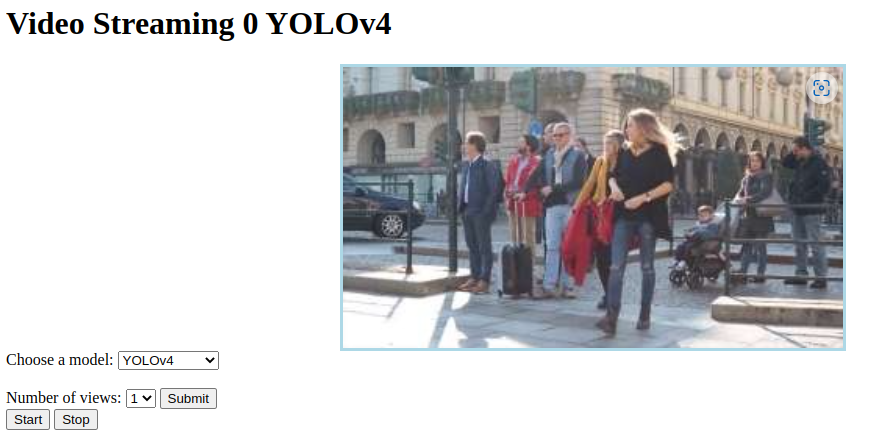 Video Streaming 0 YOLOv4
Choose a model: YOLOv4
Number of views: 1 Submit
Start Stop